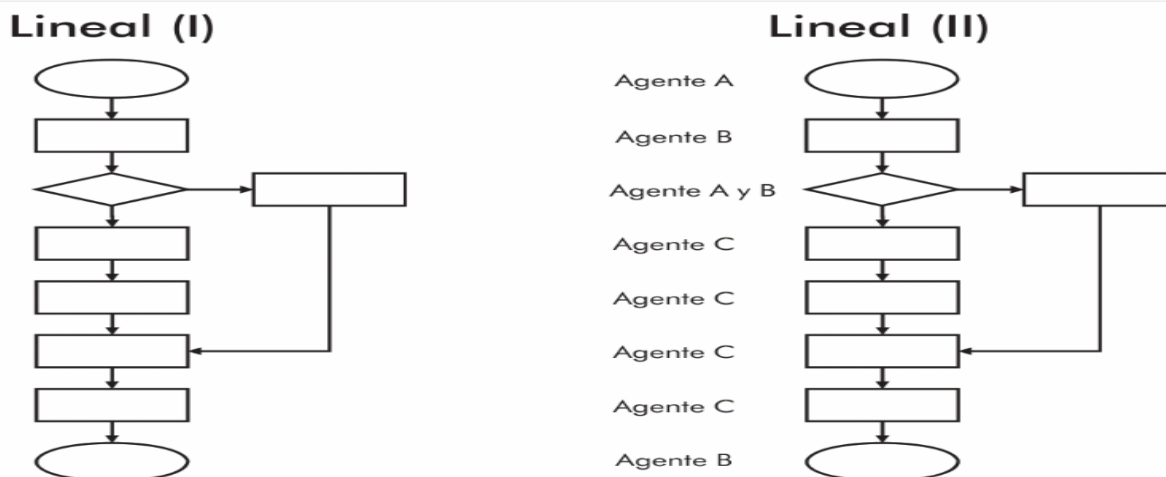 Lineal (I)
Lineal (II)
Agente A
Agente B
Agente A y B
Agente C
Agente C
Agente C
Agente C
Agente B